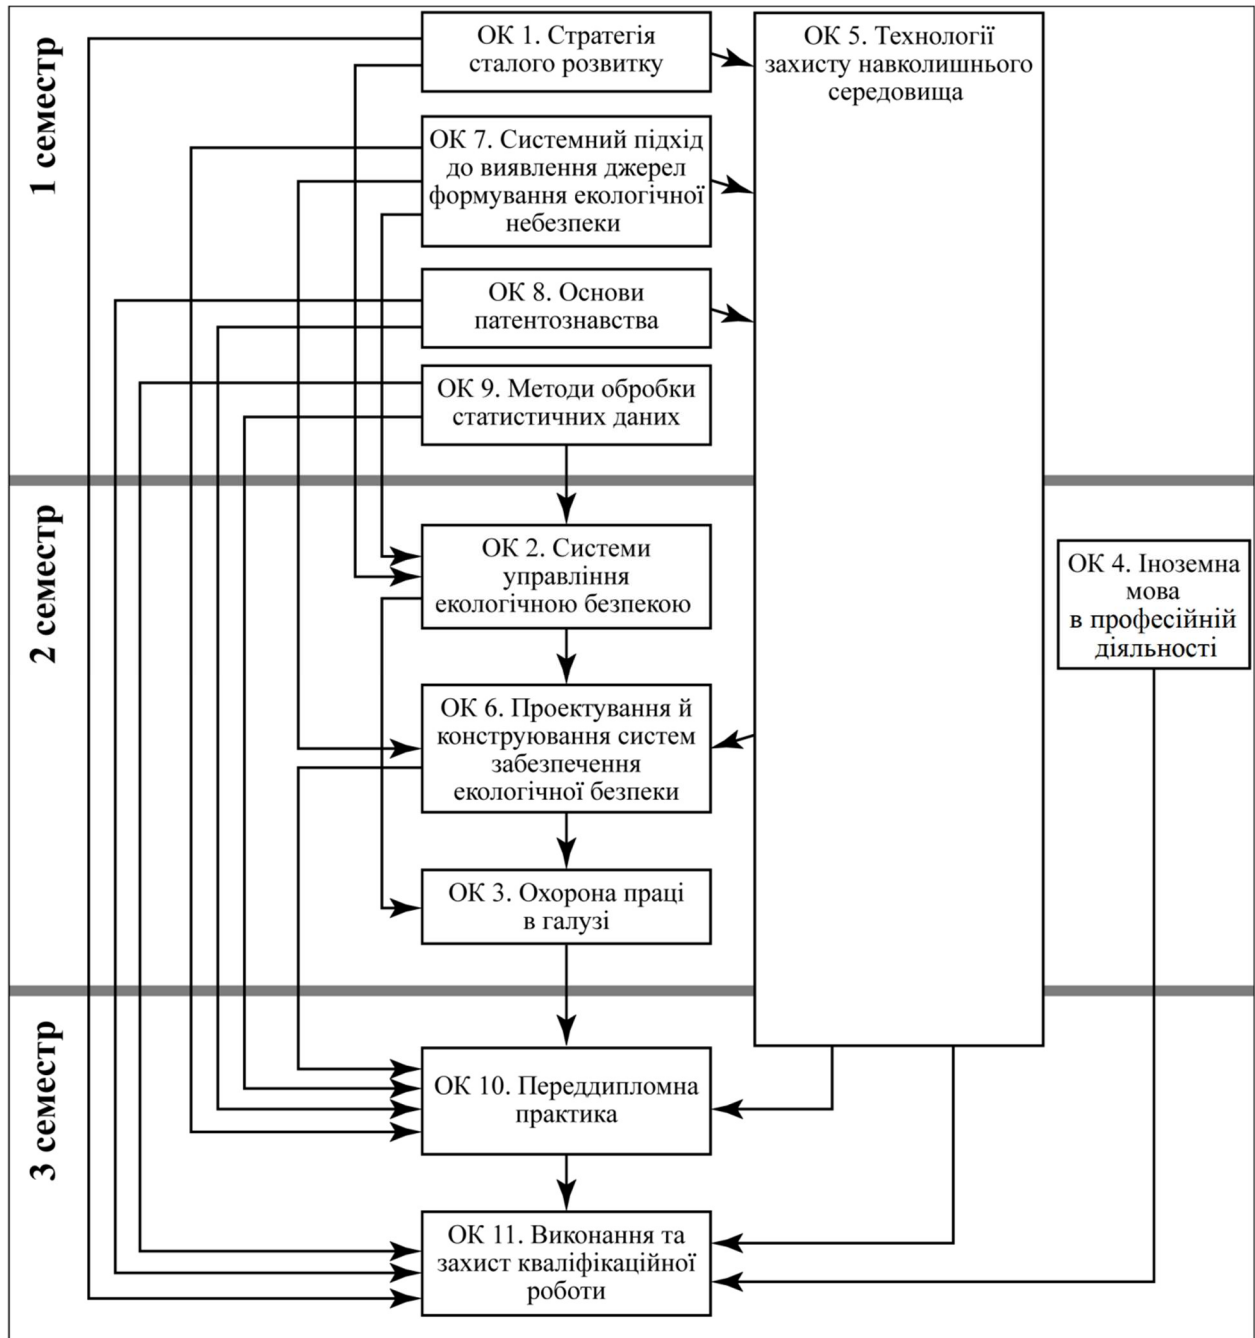 1 семестр
ОК 1. Стратегія
сталого розвитку
ОК 5. Технології
захисту навколишнього
середовища
ОК 7. Системний підхід
до виявлення джерел
формування екологічної
небезпеки
ОК 8. Основи
патентознавства
ОК 9. Методи обробки
статистичних даних
2 семестр
ОК 2. Системи
управління
екологічною безпекою
ОК 4. Іноземна
мова
в професійній
діяльності
ОК 6. Проектування й
конструювання систем
забезпечення
екологічної безпеки
ОК 3. Охорона праці
в галузі
3 семестр
ОК 10. Переддипломна
практика
ОК 11. Виконання та
захист кваліфікаційної
роботи